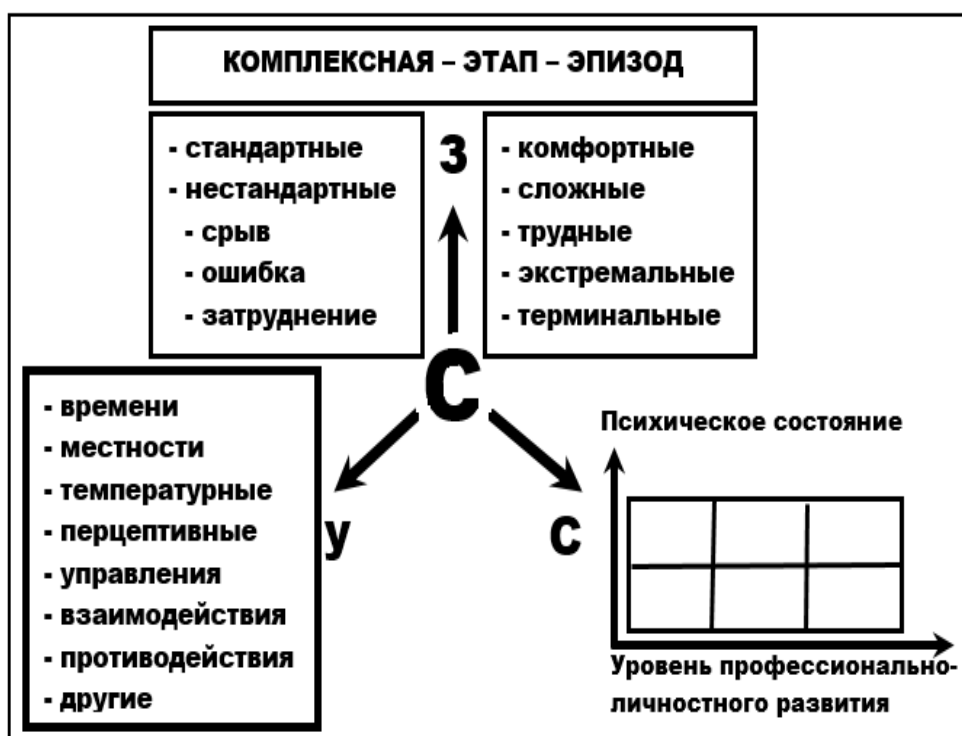 КОМПЛЕКСНАЯ – ЭТАП – ЭПИЗОД
- стандартные
- нестандартные
- срыв
- ошибка
- затруднение
З
- комфортные
- сложные
- трудные
- экстремальные
- терминальные
С
- времени
- местности
- температурные
- перцептивные
- управления
- взаимодействия
- противодействия
- другие
у
С
Психическое состояние
Уровень профессионально-
личностного развития